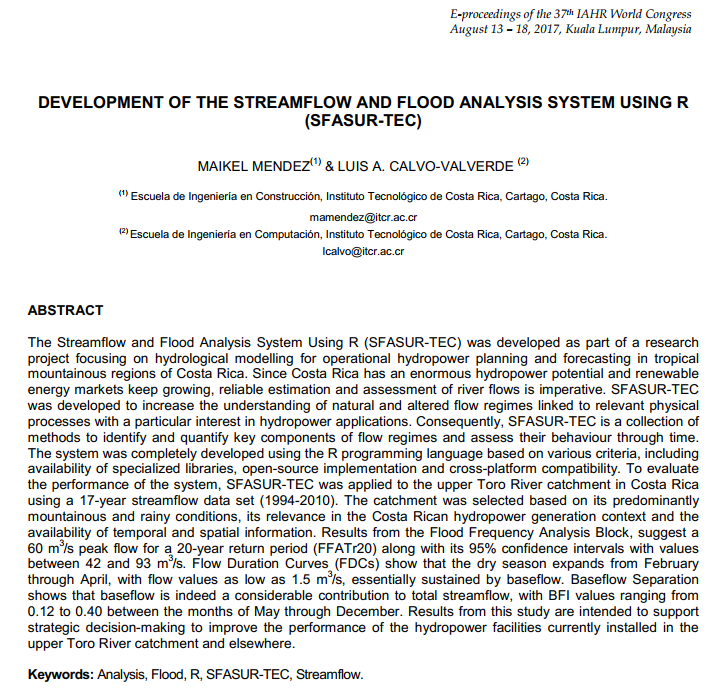 E-proceedings of the 37th IAHR World Congress
August 13 – 18, 2017, Kuala Lumpur, Malaysia
DEVELOPMENT OF THE STREAMFLOW AND FLOOD ANALYSIS SYSTEM USING R
(SFASUR-TEC)
MAIKEL MENDEZ(1) & LUIS A. CALVO-VALVERDE (2)
(1) Escuela de Ingeniería en Construcción, Instituto Tecnológico de Costa Rica, Cartago, Costa Rica.
mamendez@itcr.ac.cr
(2) Escuela de Ingeniería en Computación, Instituto Tecnológico de Costa Rica, Cartago, Costa Rica.
lcalvo@itcr.ac.cr
ABSTRACT
The Streamflow and Flood Analysis System Using R (SFASUR-TEC) was developed as part of a research
project focusing on hydrological modelling for operational hydropower planning and forecasting in tropical
mountainous regions of Costa Rica. Since Costa Rica has an enormous hydropower potential and renewable
energy markets keep growing, reliable estimation and assessment of river flows is imperative. SFASUR-TEC
was developed to increase the understanding of natural and altered flow regimes linked to relevant physical
processes with a particular interest in hydropower applications. Consequently, SFASUR-TEC is a collection of
methods to identify and quantify key components of flow regimes and assess their behaviour through time.
The system was completely developed using the R programming language based on various criteria, including
availability of specialized libraries, open-source implementation and cross-platform compatibility. To evaluate
the performance of the system, SFASUR-TEC was applied to the upper Toro River catchment in Costa Rica
using a 17-year streamflow data set (1994-2010). The catchment was selected based on its predominantly
mountainous and rainy conditions, its relevance in the Costa Rican hydropower generation context and the
availability of temporal and spatial information. Results from the Flood Frequency Analysis Block, suggest a
60 m³/s peak flow for a 20-year return period (FFATr20) along with its 95% confidence intervals with values
between 42 and 93 m³/s. Flow Duration Curves (FDCs) show that the dry season expands from February
through April, with flow values as low as 1.5 m³/s, essentially sustained by baseflow. Baseflow Separation
shows that baseflow is indeed a considerable contribution to total streamflow, with BFI values ranging from
0.12 to 0.40 between the months of May through December. Results from this study are intended to support
strategic decision-making to improve the performance of the hydropower facilities currently installed in the
upper Toro River catchment and elsewhere.
Keywords: Analysis, Flood, R, SFASUR-TEC, Streamflow.